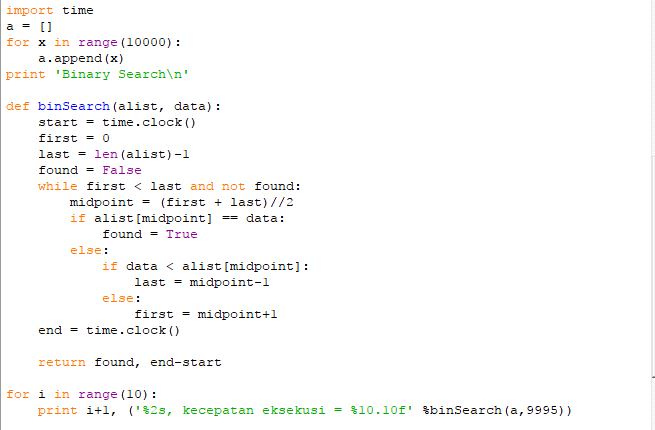 import time
a = []
for x in range(10000):
    a.append(x)
print 'Binary Search\n'

def binSearch(alist, data):
    start = time.clock()
    first = 0
    last = len(alist)-1
    found = False
    while first < last and not found:
        midpoint = (first + last)//2
        if alist[midpoint] == data:
            found = True
        else:
            if data < alist[midpoint]:
                last = midpoint-1
            else:
                first = midpoint+1
    end = time.clock()

    return found, end-start

for i in range(10):
    print i+1, ('%2s, kecepatan eksekusi = %10.10f' %binSearch(a,9995))